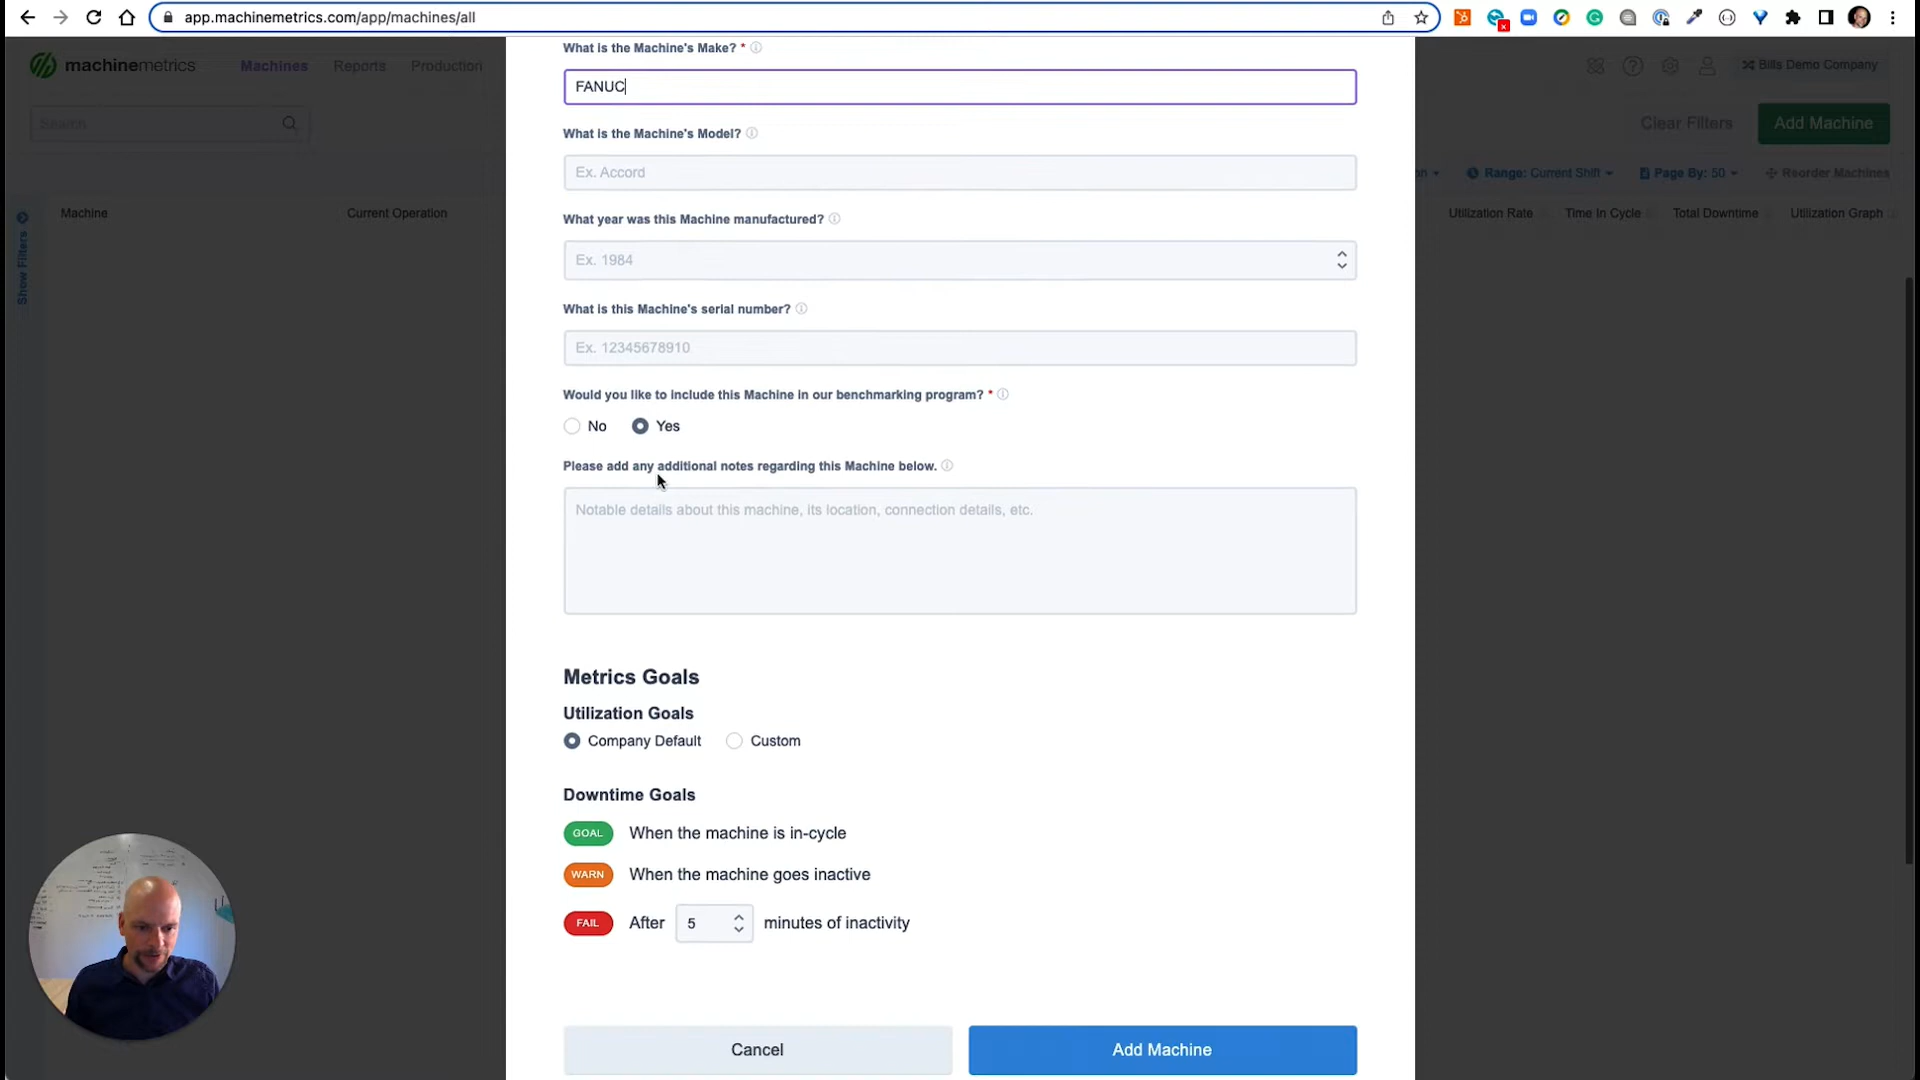 app.machinemetrics.com/app/machines/all
machinemetrics Machines Reports Production Bills Demo Company
Search Clear Filters Add Machine
on Range: Current Shift Page By: 50 Reorder Machines
Show Filters
Machine Current Operation Utilization Rate Time In Cycle Total Downtime Utilization Graph
What is the Machine's Make? *
FANUC
What is the Machine's Model?
Ex. Accord
What year was this Machine manufactured?
Ex. 1984
What is this Machine's serial number?
Ex. 12345678910
Would you like to include this Machine in our benchmarking program? *
No Yes
Please add any additional notes regarding this Machine below.
Notable details about this machine, its location, connection details, etc.
Metrics Goals
Utilization Goals
Company Default Custom
Downtime Goals
GOAL When the machine is in-cycle
WARN When the machine goes inactive
FAIL After 5 minutes of inactivity
Cancel Add Machine